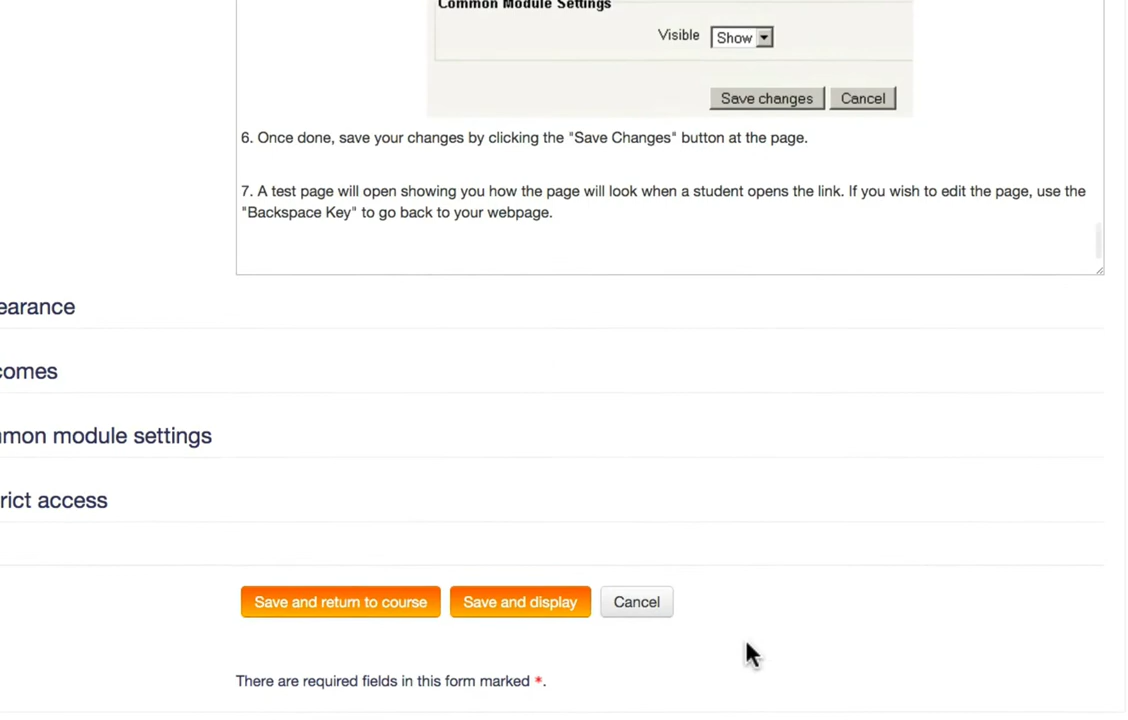 Common Module Settings
Visible Show
Save changes Cancel
6. Once done, save your changes by clicking the "Save Changes" button at the page.
7. A test page will open showing you how the page will look when a student opens the link. If you wish to edit the page, use the
"Backspace Key" to go back to your webpage.
earance
comes
mmon module settings
rict access
Save and return to course Save and display Cancel
There are required fields in this form marked *.